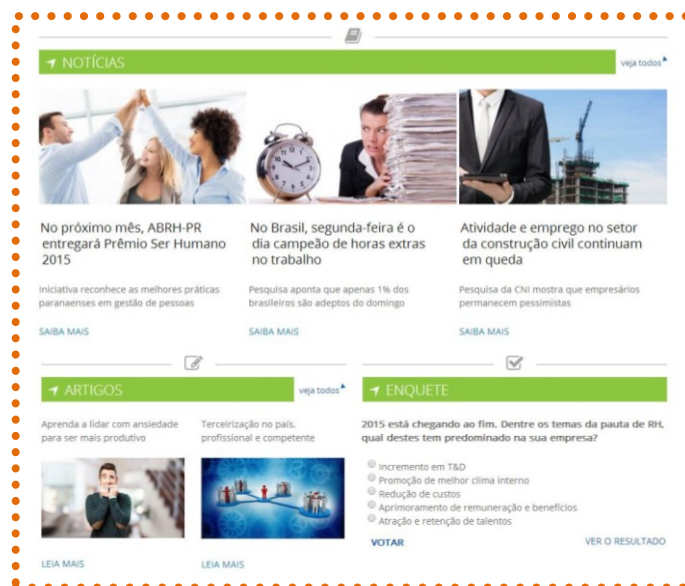 NOTÍCIAS
veja todos
No próximo mês, ABRH-PR
entregará Prêmio Ser Humano
2015
Iniciativa reconhece as melhores práticas
paranaenses em gestão de pessoas
SAIBA MAIS
No Brasil, segunda-feira é o
dia campeão de horas extras
no trabalho
Pesquisa aponta que apenas 1% dos
brasileiros são adeptos do domingo
SAIBA MAIS
Atividade e emprego no setor
da construção civil continuam
em queda
Pesquisa da CNI mostra que empresários
permanecem pessimistas
SAIBA MAIS
ARTIGOS
veja todos
Aprenda a lidar com ansiedade
para ser mais produtivo
LEIA MAIS
Terceirização no país,
profissional e competente
LEIA MAIS
ENQUETE
2015 está chegando ao fim. Dentre os temas da pauta de RH,
qual destes tem predominado na sua empresa?
Incremento em T&D
Promoção de melhor clima interno
Redução de custos
Aprimoramento de remuneração e benefícios
Atração e retenção de talentos
VOTAR
VER O RESULTADO